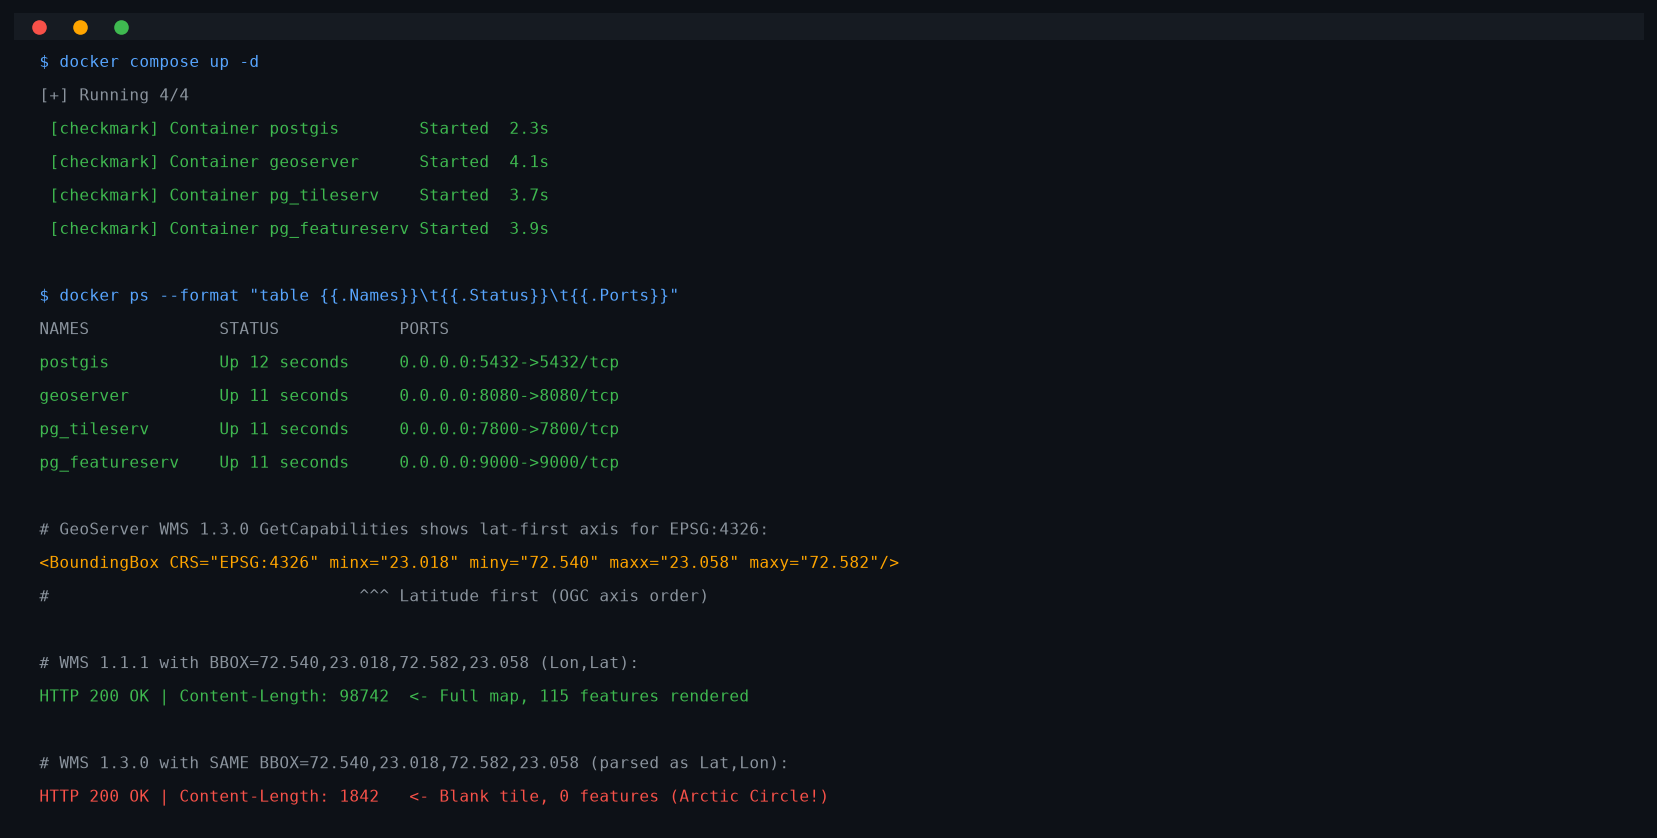 $ docker compose up -d
[+] Running 4/4
 [checkmark] Container postgis        Started  2.3s
 [checkmark] Container geoserver      Started  4.1s
 [checkmark] Container pg_tileserv    Started  3.7s
 [checkmark] Container pg_featureserv Started  3.9s
$ docker ps --format "table {{.Names}}\t{{.Status}}\t{{.Ports}}"
NAMES             STATUS            PORTS
postgis           Up 12 seconds     0.0.0.0:5432->5432/tcp
geoserver         Up 11 seconds     0.0.0.0:8080->8080/tcp
pg_tileserv       Up 11 seconds     0.0.0.0:7800->7800/tcp
pg_featureserv    Up 11 seconds     0.0.0.0:9000->9000/tcp
# GeoServer WMS 1.3.0 GetCapabilities shows lat-first axis for EPSG:4326:
<BoundingBox CRS="EPSG:4326" minx="23.018" miny="72.540" maxx="23.058" maxy="72.582"/>
#                               ^^^ Latitude first (OGC axis order)
# WMS 1.1.1 with BBOX=72.540,23.018,72.582,23.058 (Lon,Lat):
HTTP 200 OK | Content-Length: 98742  <- Full map, 115 features rendered
# WMS 1.3.0 with SAME BBOX=72.540,23.018,72.582,23.058 (parsed as Lat,Lon):
HTTP 200 OK | Content-Length: 1842   <- Blank tile, 0 features (Arctic Circle!)